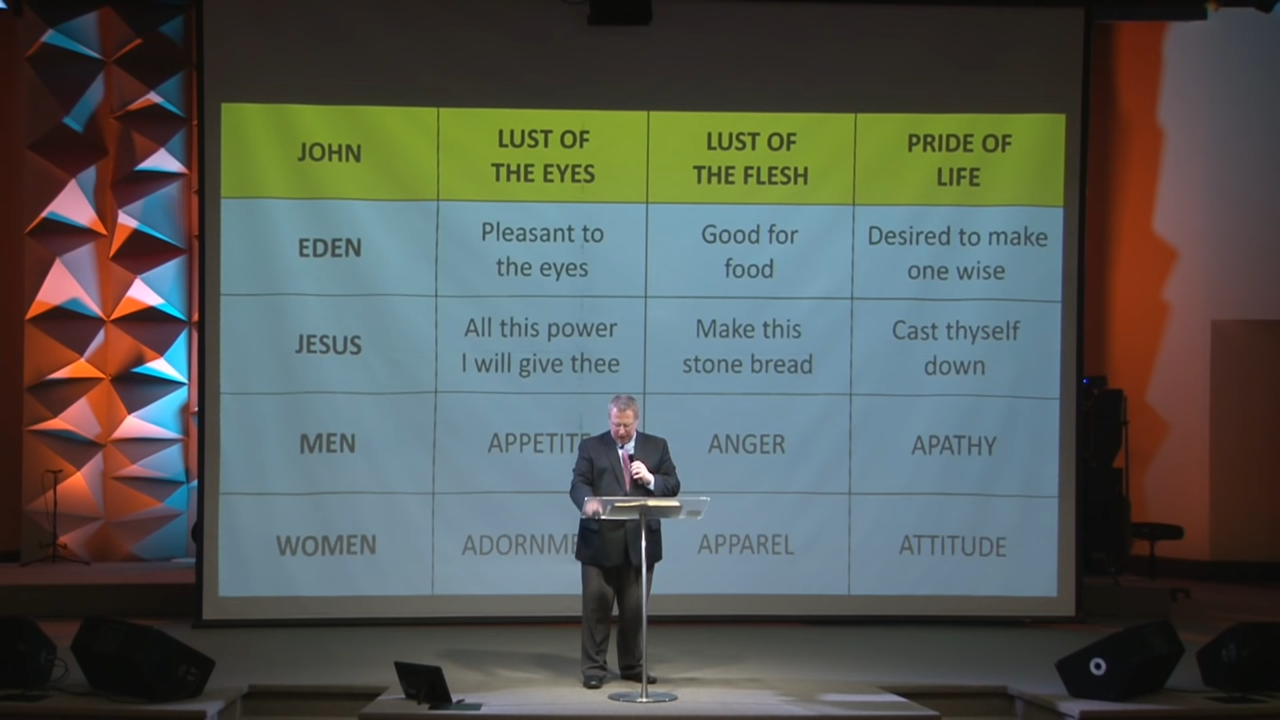 JOHN
LUST OF
THE EYES
LUST OF
THE FLESH
PRIDE OF
LIFE
EDEN
Pleasant to
the eyes
Good for
food
Desired to make
one wise
JESUS
All this power
I will give thee
Make this
stone bread
Cast thyself
down
MEN
APPETITE
ANGER
APATHY
WOMEN
ADORNME
APPAREL
ATTITUDE